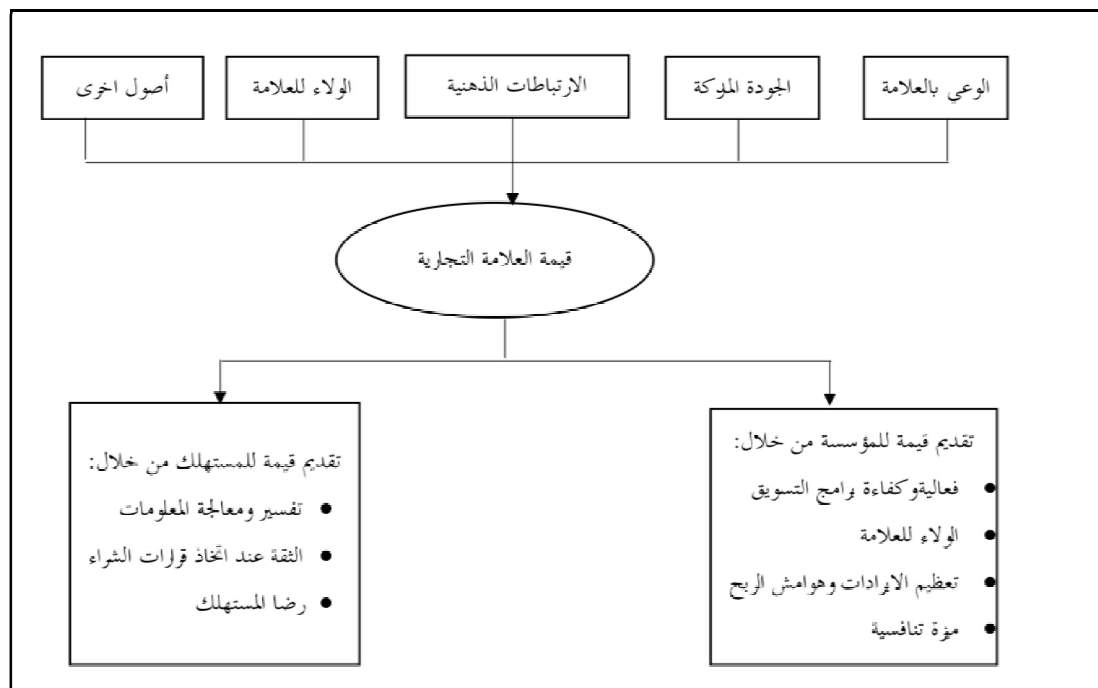 الوعي بالعلامة
الجودة المدركة
الارتباطات الذهنية
الولاء للعلامة
أصول اخرى
قيمة العلامة التجارية
تقديم قيمة للمؤسسة من خلال:
● فعالية وكفاءة برامج التسويق
● الولاء للعلامة
● تعظيم الايرادات وهوامش الربح
● ميزة تنافسية
تقديم قيمة للمستهلك من خلال:
● تفسير ومعالجة المعلومات
● الثقة عند اتخاذ قرارات الشراء
● رضا المستهلك